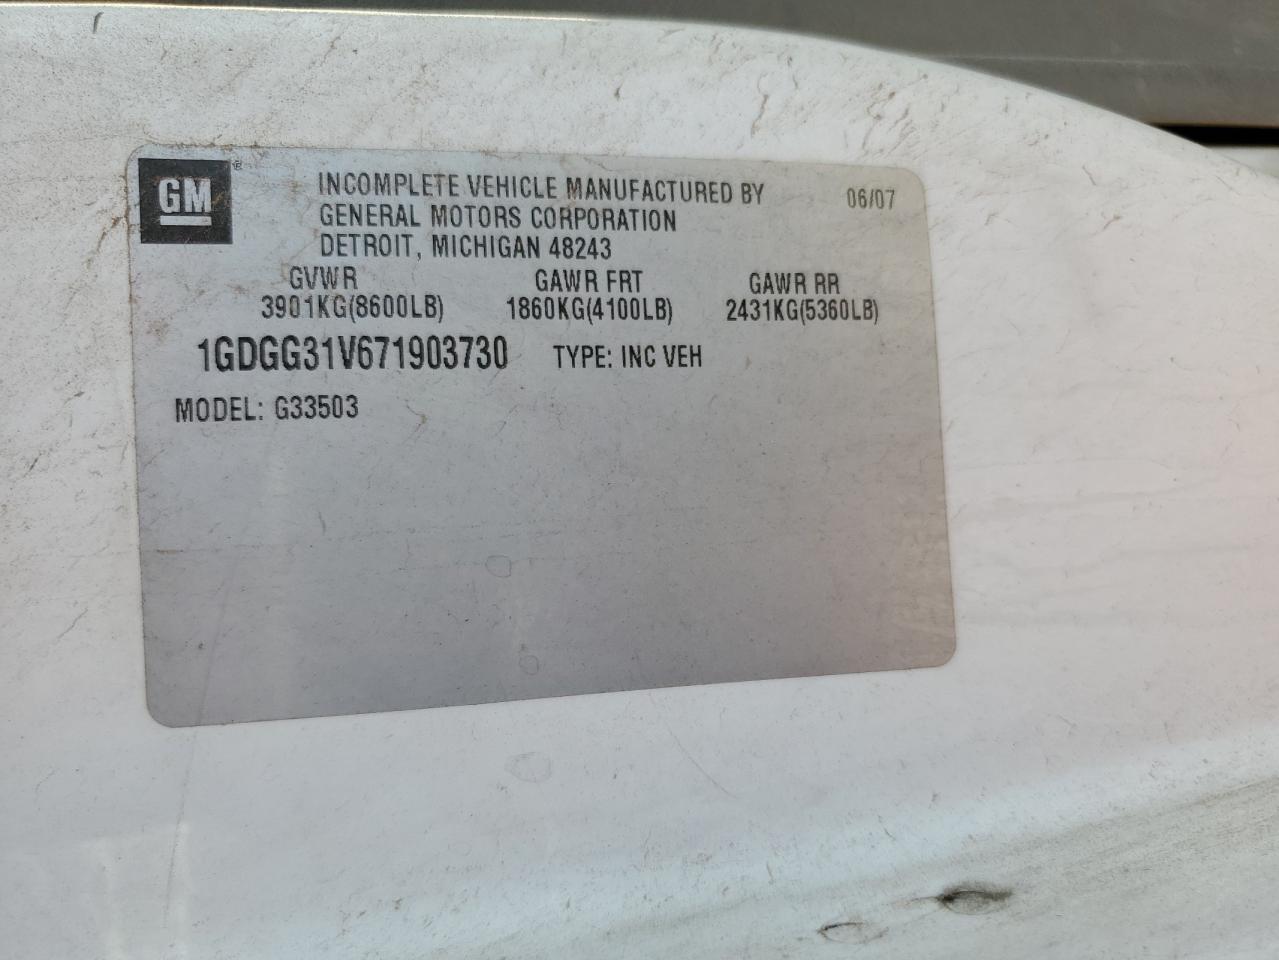 GM ®
INCOMPLETE VEHICLE MANUFACTURED BY 06/07
GENERAL MOTORS CORPORATION
DETROIT, MICHIGAN 48243
GVWR GAWR FRT GAWR RR
3901KG(8600LB) 1860KG(4100LB) 2431KG(5360LB)
1GDGG31V671903730 TYPE: INC VEH
MODEL: G33503